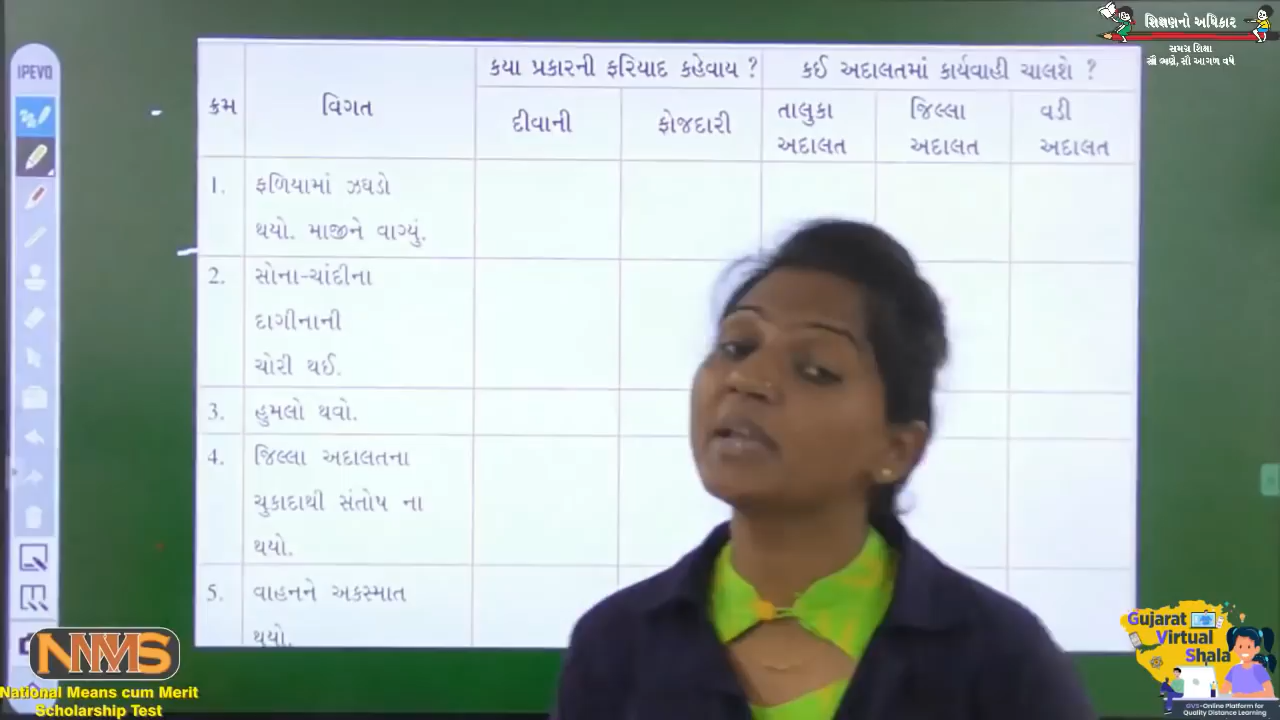 શિક્ષણનો અધિકાર
સમગ્ર શિક્ષા
સૌ ભણે, સૌ આગળ વધે
IPEVO
ક્રમ
વિગત
કયા પ્રકારની ફરિયાદ કહેવાય ?
કઈ અદાલતમાં કાર્યવાહી ચાલશે ?
દીવાની
ફોજદારી
તાલુકા
અદાલત
જિલ્લા
અદાલત
વડી
અદાલત
1. ફળિયામાં ઝઘડો
થયો. માજીને વાગ્યું.
2. સોના-ચાંદીના
દાગીનાની
ચોરી થઈ.
3. હુમલો થવો.
4. જિલ્લા અદાલતના
ચુકાદાથી સંતોષ ના
થયો.
5. વાહનને અકસ્માત
થયો.
NMMS
National Means cum Merit
Scholarship Test
Gujarat
Virtual
Shala
GVS-Online Platform for
Quality Distance Learning